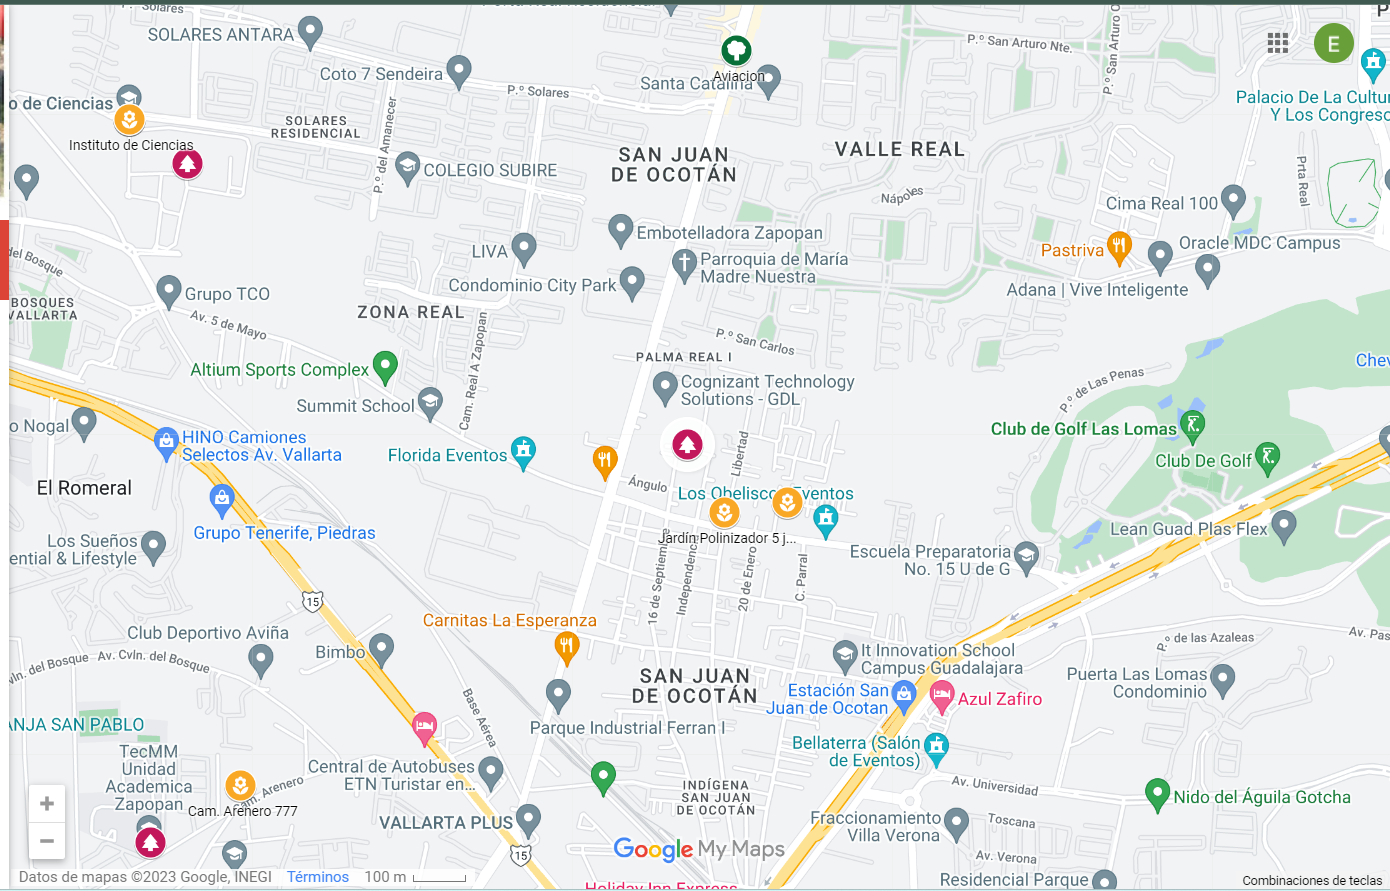 SOLARES ANTARA
P.º San Arturo Nte.
P.º San Arturo O
E
Coto 7 Sendeira
Aviacion
Santa Catalina
P.º Solares
o de Ciencias
Palacio De La Cultur
Y Los Congreso
SOLARES
RESIDENCIAL
Instituto de Ciencias
P.º del Amanecer
COLEGIO SUBIRE
SAN JUAN
DE OCOTÁN
VALLE REAL
Prta Real
Nápoles
Cima Real 100
Embotelladora Zapopan
Pastriva
Oracle MDC Campus
LIVA
Parroquia de María
Madre Nuestra
del Bosque
Condominio City Park
Adana | Vive Inteligente
Grupo TCO
BOSQUES
VALLARTA
ZONA REAL
Av. 5 de Mayo
Cam. Real A Zapopan
P.º San Carlos
PALMA REAL I
Altium Sports Complex
Chev
Cognizant Technology
Solutions - GDL
P.º de Las Penas
Summit School
o Nogal
HINO Camiones
Selectos Av. Vallarta
Club de Golf Las Lomas
Florida Eventos
Libertad
Club De Golf
El Romeral
Ángulo
Los Obeliscos Eventos
Grupo Tenerife, Piedras
Lean Guad Plas Flex
Los Sueños
ential & Lifestyle
Jardín Polinizador 5 j...
Escuela Preparatoria
No. 15 U de G
16 de Septiembre
Independencia
20 de Enero
C. Parral
15
Carnitas La Esperanza
Club Deportivo Aviña
P.º de las Azaleas
Av. Pas
Bimbo
It Innovation School
Campus Guadalajara
vln. del Bosque
Av. Cvln. del Bosque
SAN JUAN
DE OCOTÁN
Puerta Las Lomas
Condominio
Estación San
Juan de Ocotan
Azul Zafiro
Base Aérea
ANJA SAN PABLO
Parque Industrial Ferran I
Bellaterra (Salón
de Eventos)
TecMM
Unidad
Academica
Zapopan
Central de Autobuses
ETN Turistar en...
Cam. Arenero
Cam. Arenero 777
INDÍGENA
SAN JUAN
DE OCOTÁN
Av. Universidad
Nido del Águila Gotcha
+
−
VALLARTA PLUS
Fraccionamiento
Villa Verona
Toscana
15
Google My Maps
Av. Verona
Datos de mapas ©2023 Google, INEGI
Términos
100 m
Residencial Parque
Combinaciones de teclas
Holiday Inn Express